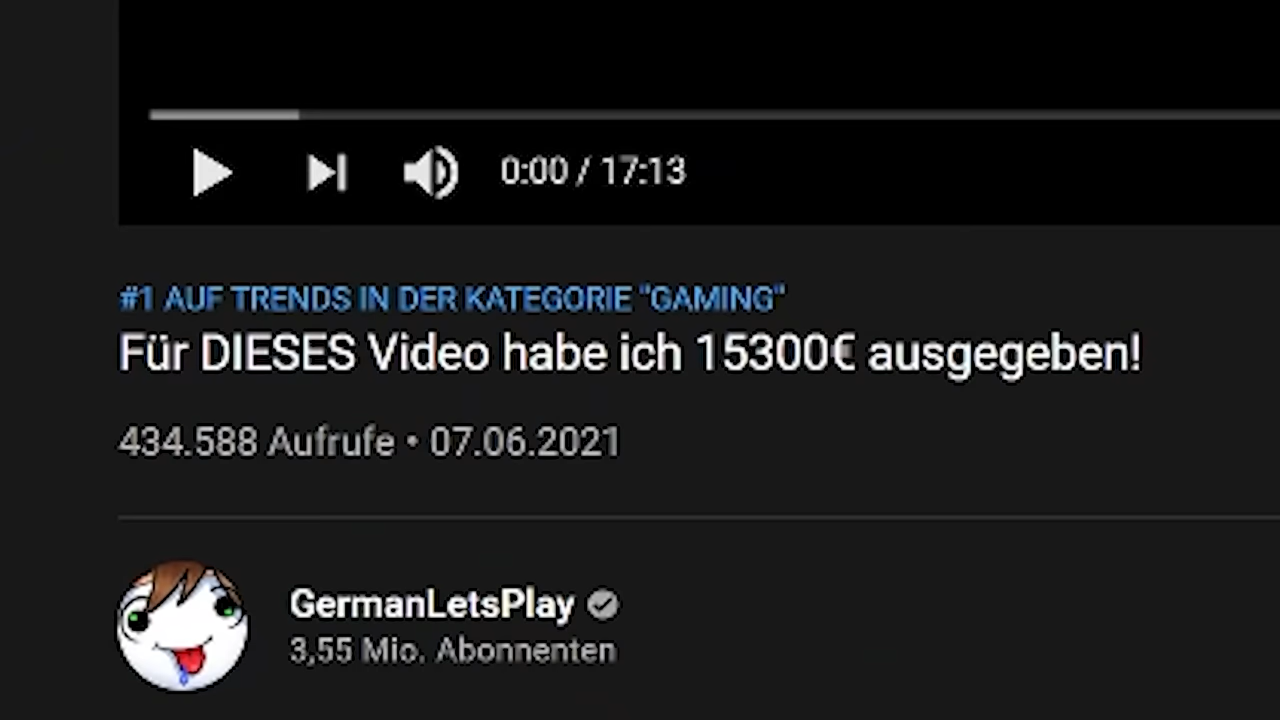 0:00 / 17:13
#1 AUF TRENDS IN DER KATEGORIE "GAMING"
Für DIESES Video habe ich 15300€ ausgegeben!
434.588 Aufrufe • 07.06.2021
GermanLetsPlay
3,55 Mio. Abonnenten